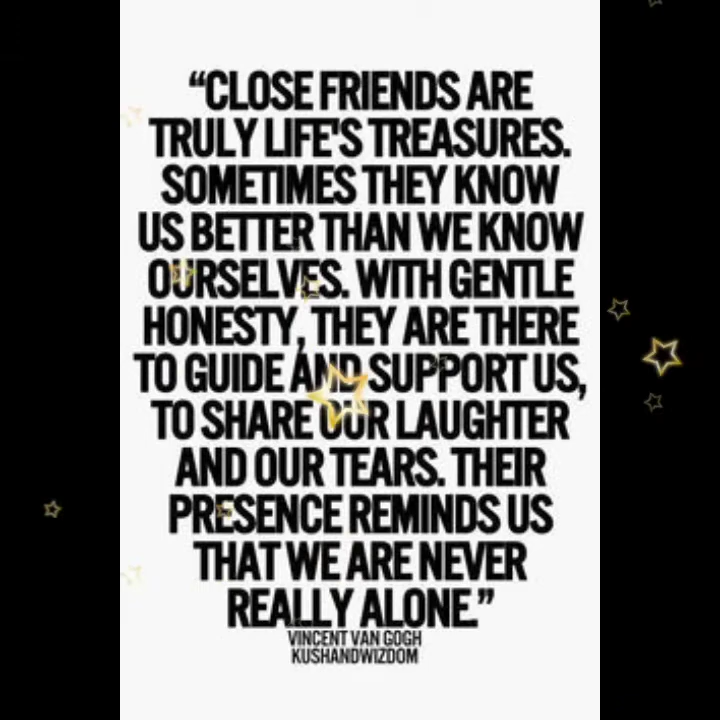 “CLOSE FRIENDS ARE
TRULY LIFE'S TREASURES.
SOMETIMES THEY KNOW
US BETTER THAN WE KNOW
OURSELVES. WITH GENTLE
HONESTY, THEY ARE THERE
TO GUIDE AND SUPPORT US,
TO SHARE OUR LAUGHTER
AND OUR TEARS. THEIR
PRESENCE REMINDS US
THAT WE ARE NEVER
REALLY ALONE.”
VINCENT VAN GOGH
KUSHANDWIZDOM